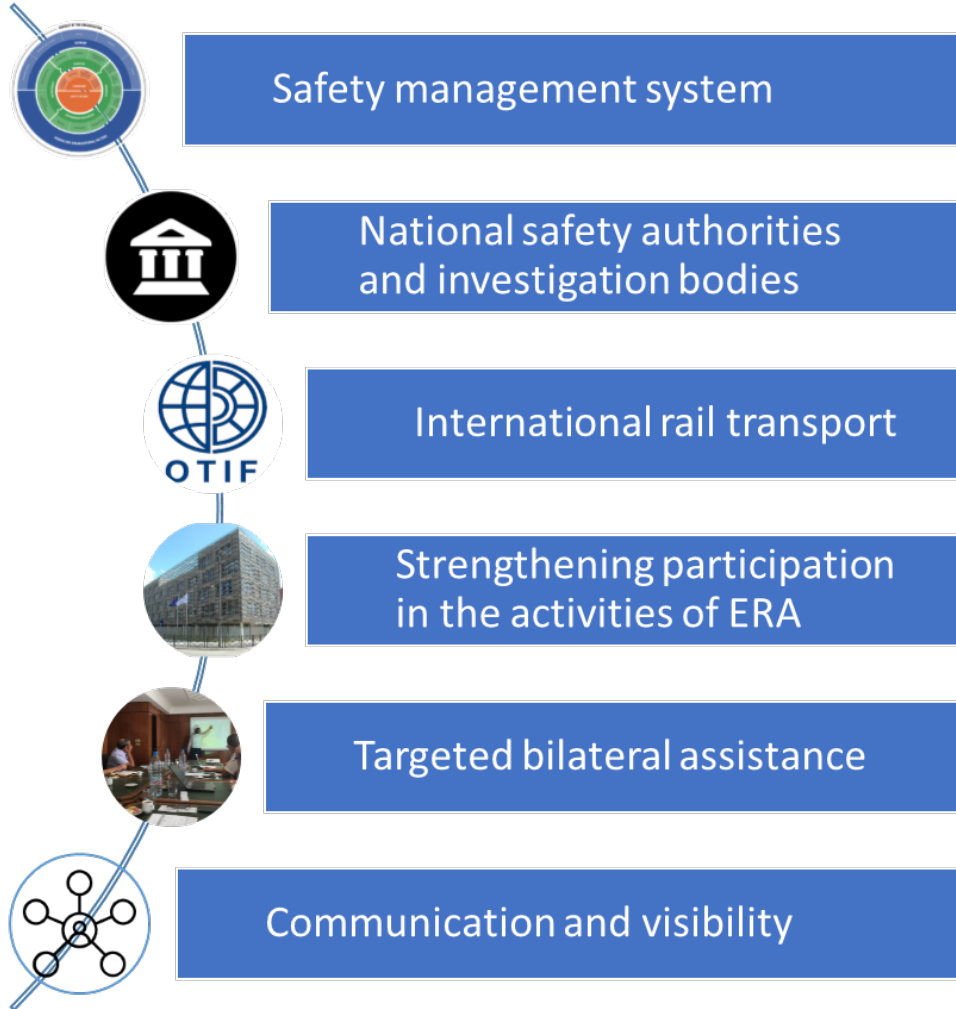 Safety management system
National safety authorities
and investigation bodies
International rail transport
OTIF
Strengthening participation
in the activities of ERA
Targeted bilateral assistance
Communication and visibility